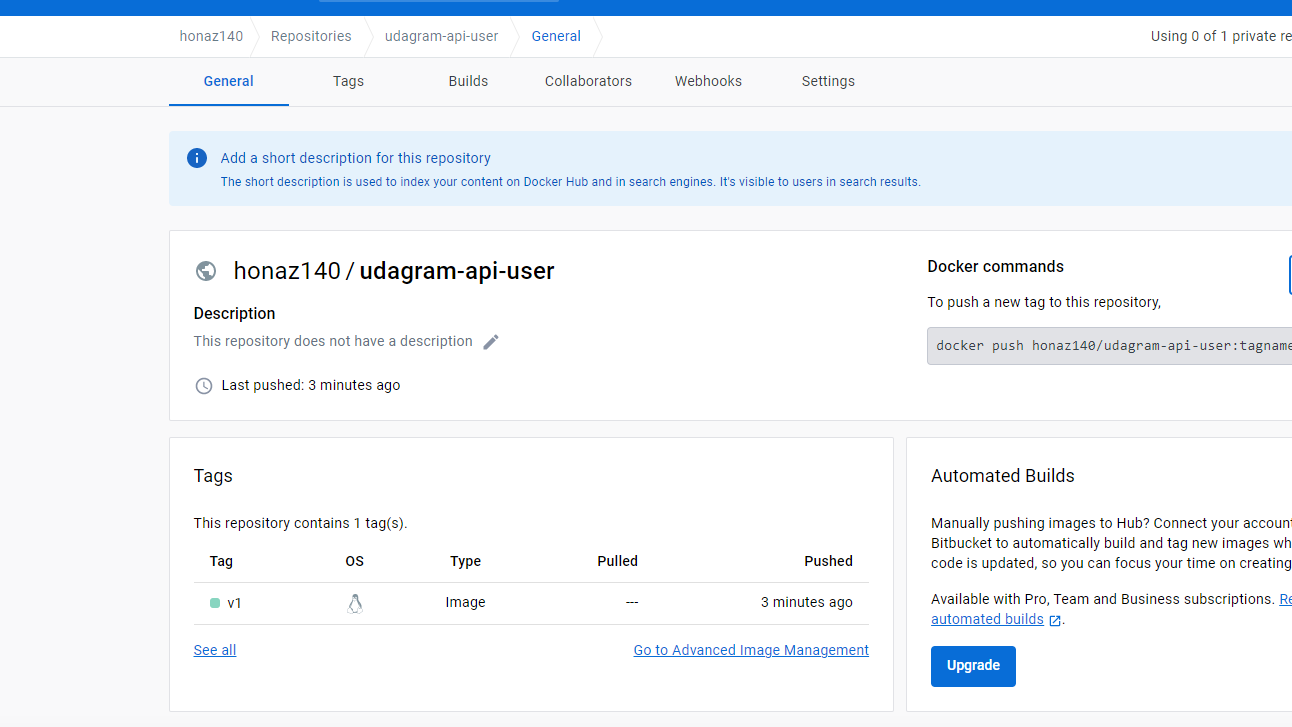 honaz140 Repositories udagram-api-user General Using 0 of 1 private
General Tags Builds Collaborators Webhooks Settings
Add a short description for this repository
The short description is used to index your content on Docker Hub and in search engines. It's visible to users in search results.
honaz140 / udagram-api-user
Description
This repository does not have a description
Last pushed: 3 minutes ago
Docker commands
To push a new tag to this repository,
docker push honaz140/udagram-api-user:tagname
Tags
This repository contains 1 tag(s).
Tag OS Type Pulled Pushed
v1 Image --- 3 minutes ago
See all Go to Advanced Image Management
Automated Builds
Manually pushing images to Hub? Connect your account
Bitbucket to automatically build and tag new images
code is updated, so you can focus your time on creating
Available with Pro, Team and Business subscriptions.
automated builds .
Upgrade